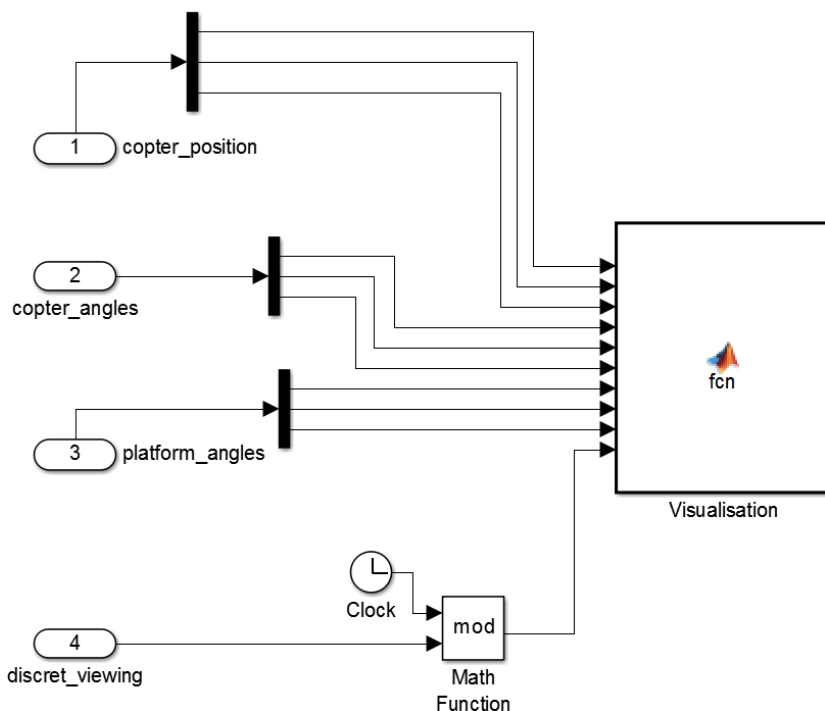 1
copter_position
2
copter_angles
3
platform_angles
fcn
Visualisation
Clock
mod
Math
Function
4
discret_viewing